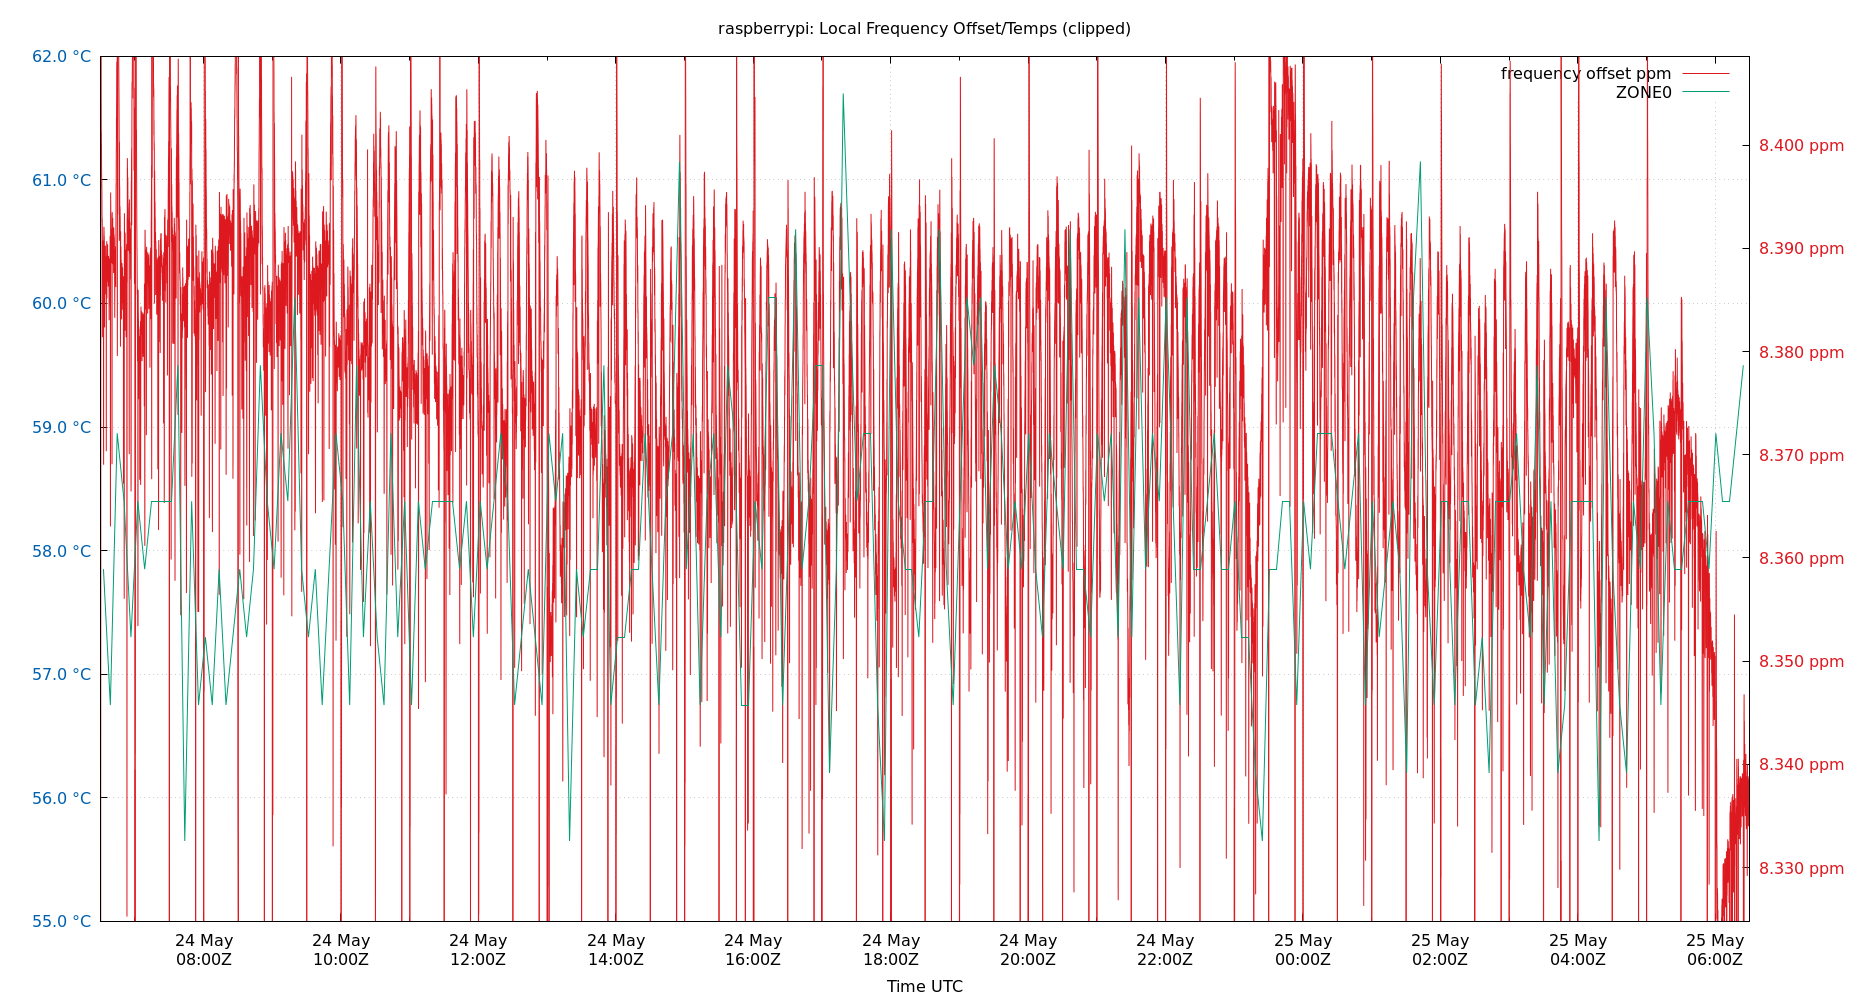 raspberrypi: Local Frequency Offset/Temps (clipped)
frequency offset ppm
ZONE0
62.0 °C
61.0 °C
60.0 °C
59.0 °C
58.0 °C
57.0 °C
56.0 °C
55.0 °C
8.400 ppm
8.390 ppm
8.380 ppm
8.370 ppm
8.360 ppm
8.350 ppm
8.340 ppm
8.330 ppm
24 May
08:00Z
24 May
10:00Z
24 May
12:00Z
24 May
14:00Z
24 May
16:00Z
24 May
18:00Z
24 May
20:00Z
24 May
22:00Z
25 May
00:00Z
25 May
02:00Z
25 May
04:00Z
25 May
06:00Z
Time UTC